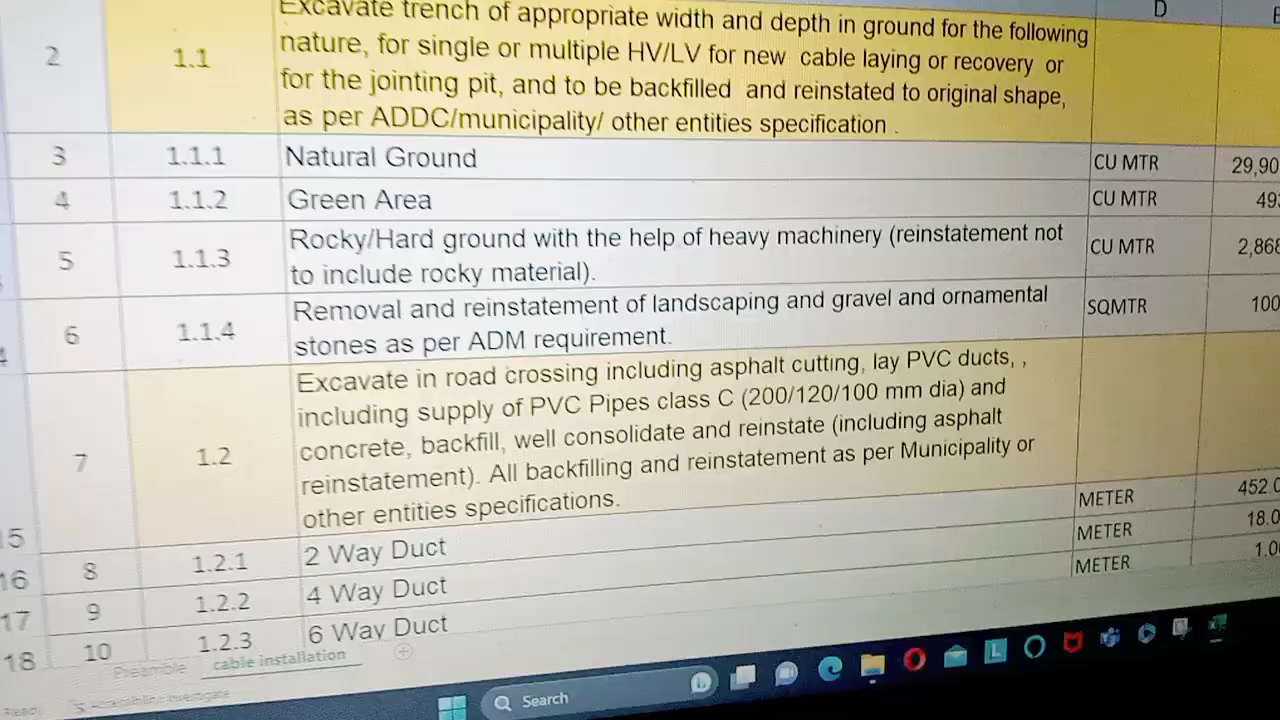 D
2 1.1 Excavate trench of appropriate width and depth in ground for the following
nature, for single or multiple HV/LV for new cable laying or recovery or
for the jointing pit, and to be backfilled and reinstated to original shape,
as per ADDC/municipality/ other entities specification .
3 1.1.1 Natural Ground CU MTR 29,90
4 1.1.2 Green Area CU MTR 493
5 1.1.3 Rocky/Hard ground with the help of heavy machinery (reinstatement not
to include rocky material). CU MTR 2,868
6 1.1.4 Removal and reinstatement of landscaping and gravel and ornamental
stones as per ADM requirement. SQMTR 100
7 1.2 Excavate in road crossing including asphalt cutting, lay PVC ducts, ,
including supply of PVC Pipes class C (200/120/100 mm dia) and
concrete, backfill, well consolidate and reinstate (including asphalt
reinstatement). All backfilling and reinstatement as per Municipality or
other entities specifications.
15
16 8 1.2.1 2 Way Duct METER 452.0
17 9 1.2.2 4 Way Duct METER 18.0
18 10 1.2.3 6 Way Duct METER 1.0
Preamble cable installation
Search